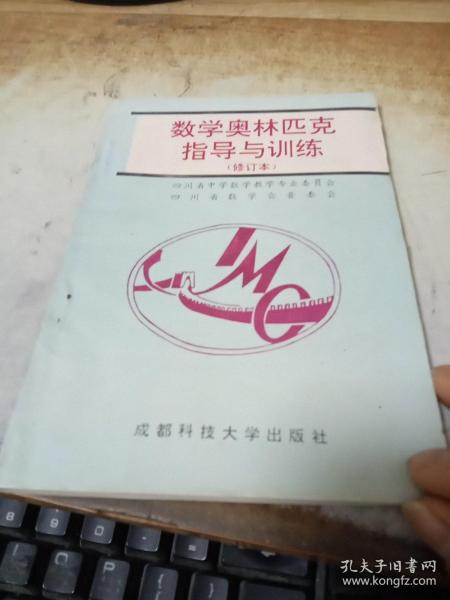 数学奥林匹克
指导与训练
（修订本）
四川省中学数学教学专业委员会
四川省数学会普委会
IMC
成都科技大学出版社
孔夫子旧书网
www.kongfz.com